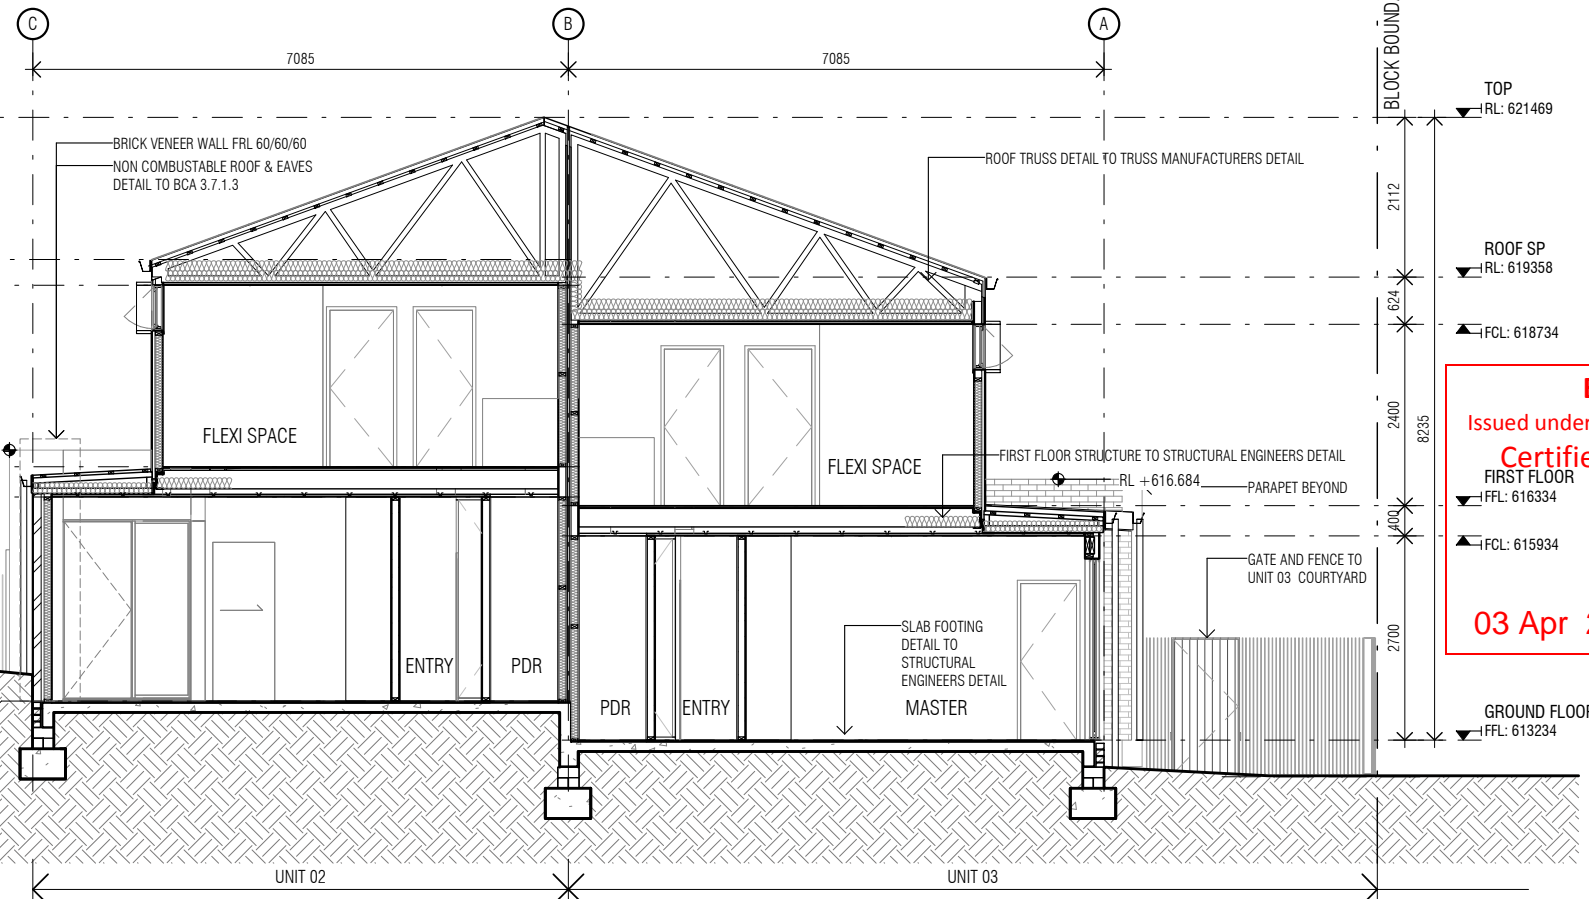 C
B
A
7085
7085
BLOCK BOUND.
TOP
RL: 621469
BRICK VENEER WALL FRL 60/60/60
NON COMBUSTABLE ROOF & EAVES
DETAIL TO BCA 3.7.1.3
ROOF TRUSS DETAIL TO TRUSS MANUFACTURERS DETAIL
2112
ROOF SP
RL: 619358
624
FCL: 618734
2400
8235
Issued under
Certifie
FLEXI SPACE
FLEXI SPACE
FIRST FLOOR STRUCTURE TO STRUCTURAL ENGINEERS DETAIL
RL +616.684
PARAPET BEYOND
FIRST FLOOR
FFL: 616334
400
FCL: 615934
GATE AND FENCE TO
UNIT 03 COURTYARD
03 Apr
2700
SLAB FOOTING
DETAIL TO
STRUCTURAL
ENGINEERS DETAIL
ENTRY
PDR
PDR
ENTRY
MASTER
GROUND FLOOR
FFL: 613234
UNIT 02
UNIT 03